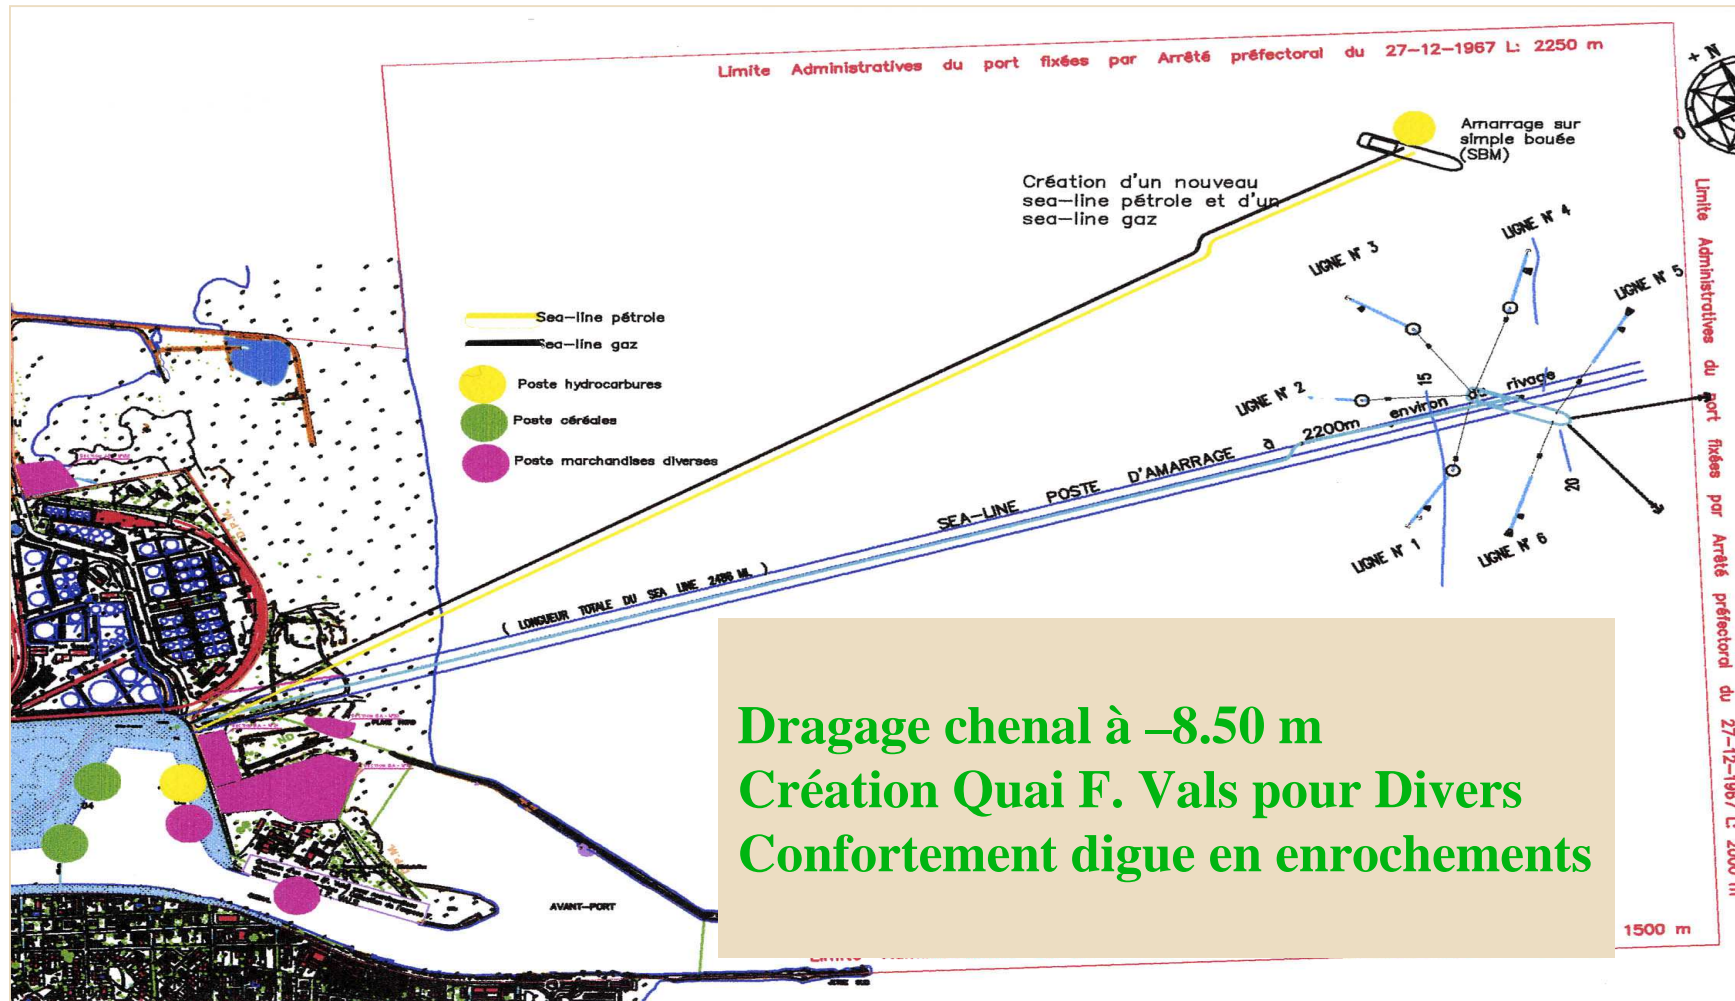 Limite Administratives du port fixées par Arrêté préfectoral du 27-12-1967 L: 2250 m
N
O
Amarrage sur
simple bouée
(SBM)
Création d'un nouveau
sea-line pétrole et d'un
sea-line gaz
LIGNE N° 3
LIGNE N° 4
LIGNE N° 5
LIGNE N° 2
LIGNE N° 1
LIGNE N° 6
15
20
Sea-line pétrole
Sea-line gaz
Poste hydrocarbures
Poste céréales
Poste marchandises diverses
SEA-LINE POSTE D'AMARRAGE à 2200m environ du rivage
( LONGUEUR TOTALE DU SEA LINE 2486 ML )
Limite Administratives du port fixées par Arrêté préfectoral du 27-12-1967 L: 2000 m
Dragage chenal à –8.50 m
Création Quai F. Vals pour Divers
Confortement digue en enrochements
AVANT-PORT
1500 m
Limite
JETEE SUD